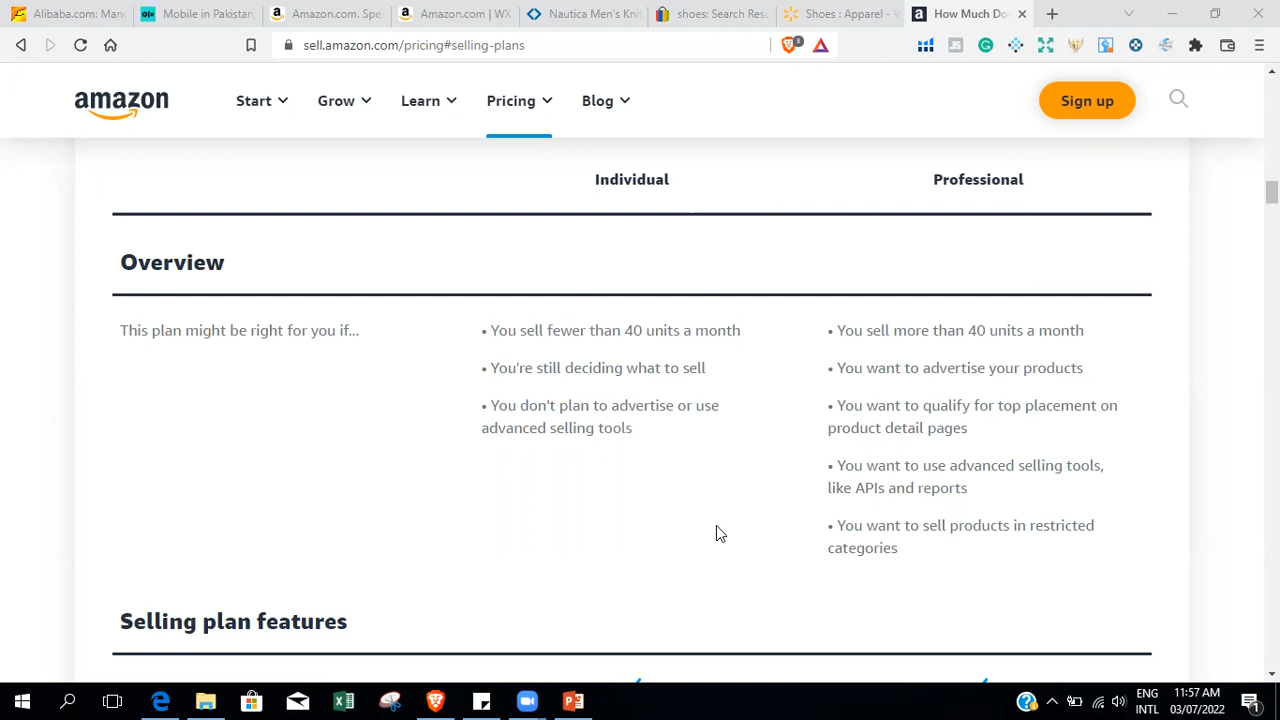 Alibaba.com: Manu
Mobile in Pakistan,
Amazon.com. Spe
Amazon.com | WX
Nautica Men's Kni
shoes: Search Resu
Shoes : Apparel - W
How Much Do
sell.amazon.com/pricing#selling-plans
3
amazon
Start
Grow
Learn
Pricing
Blog
Sign up
Individual
Professional
Overview
This plan might be right for you if...
• You sell fewer than 40 units a month
• You're still deciding what to sell
• You don't plan to advertise or use
advanced selling tools
• You sell more than 40 units a month
• You want to advertise your products
• You want to qualify for top placement on
product detail pages
• You want to use advanced selling tools,
like APIs and reports
• You want to sell products in restricted
categories
Selling plan features
ENG
INTL
11:57 AM
03/07/2022
1